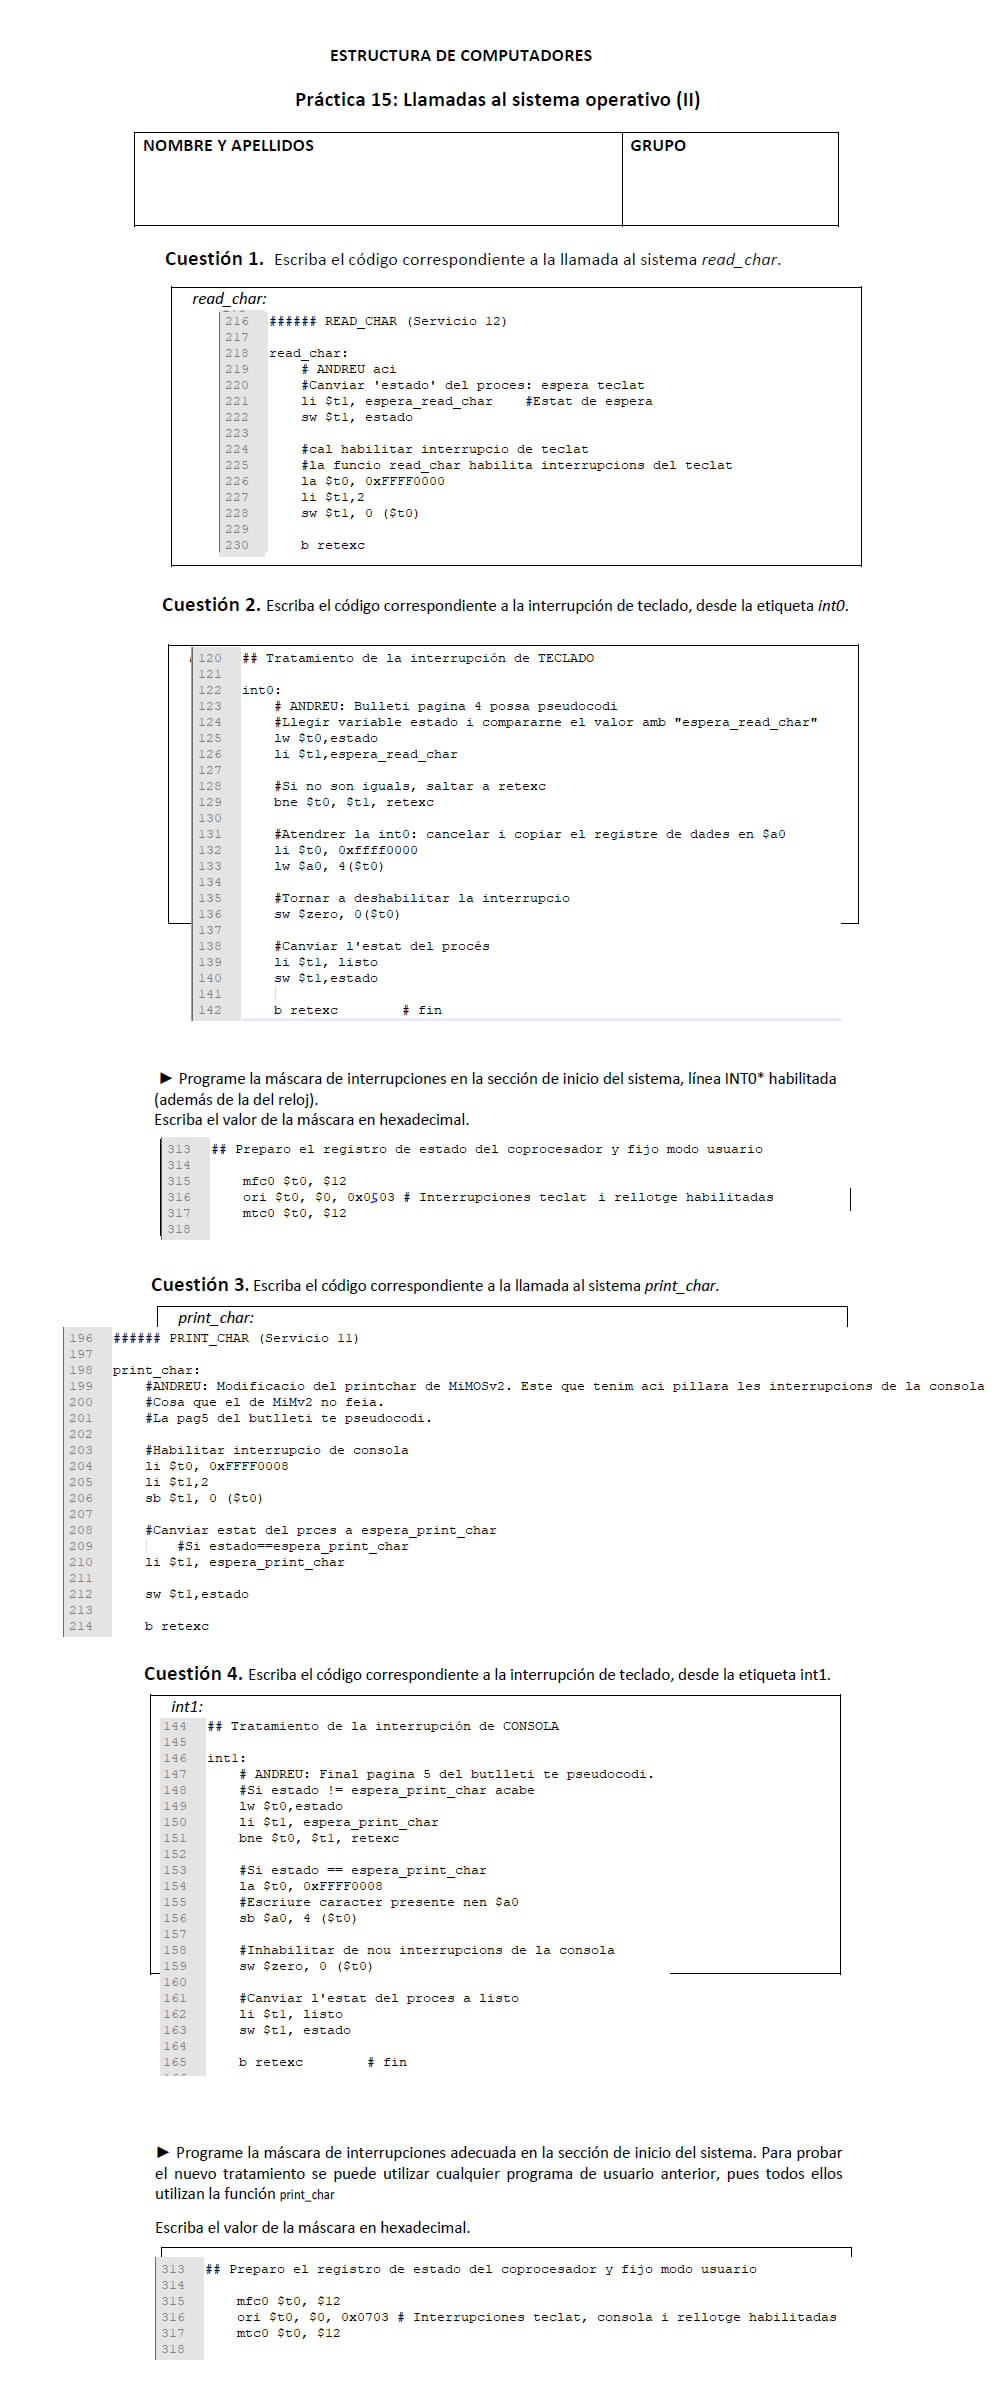 ESTRUCTURA DE COMPUTADORES
Práctica 15: Llamadas al sistema operativo (II)
NOMBRE Y APELLIDOS GRUPO
Cuestión 1. Escriba el código correspondiente a la llamada al sistema read_char.
read_char:
216 ###### READ_CHAR (Servicio 12)
217
218 read_char:
219 # ANDREU aci
220 #Canviar 'estado' del proces: espera teclat
221 li $t1, espera_read_char #Estat de espera
222 sw $t1, estado
223
224 #cal habilitar interrupcio de teclat
225 #la funcio read_char habilita interrupcions del teclat
226 la $t0, 0xFFFF0000
227 li $t1,2
228 sw $t1, 0 ($t0)
229
230 b retexc
Cuestión 2. Escriba el código correspondiente a la interrupción de teclado, desde la etiqueta int0.
120 ## Tratamiento de la interrupción de TECLADO
121
122 int0:
123 # ANDREU: Bulleti pagina 4 possa pseudocodi
124 #Llegir variable estado i compararne el valor amb "espera_read_char"
125 lw $t0,estado
126 li $t1,espera_read_char
127
128 #Si no son iguals, saltar a retexc
129 bne $t0, $t1, retexc
130
131 #Atendrer la int0: cancelar i copiar el registre de dades en $a0
132 li $t0, 0xffff0000
133 lw $a0, 4($t0)
134
135 #Tornar a deshabilitar la interrupcio
136 sw $zero, 0($t0)
137
138 #Canviar l'estat del procés
139 li $t1, listo
140 sw $t1,estado
141
142 b retexc # fin
► Programe la máscara de interrupciones en la sección de inicio del sistema, línea INT0* habilitada
(además de la del reloj).
Escriba el valor de la máscara en hexadecimal.
313 ## Preparo el registro de estado del coprocesador y fijo modo usuario
314
315 mfc0 $t0, $12
316 ori $t0, $0, 0x0503 # Interrupciones teclat i rellotge habilitadas
317 mtc0 $t0, $12
318
Cuestión 3. Escriba el código correspondiente a la llamada al sistema print_char.
print_char:
196 ###### PRINT_CHAR (Servicio 11)
197
198 print_char:
199 #ANDREU: Modificacio del printchar de MiMOSv2. Este que tenim aci pillara les interrupcions de la consola
200 #Cosa que el de MiMv2 no feia.
201 #La pag5 del butlleti te pseudocodi.
202
203 #Habilitar interrupcio de consola
204 li $t0, 0xFFFF0008
205 li $t1,2
206 sb $t1, 0 ($t0)
207
208 #Canviar estat del prces a espera_print_char
209 #Si estado==espera_print_char
210 li $t1, espera_print_char
211
212 sw $t1,estado
213
214 b retexc
Cuestión 4. Escriba el código correspondiente a la interrupción de teclado, desde la etiqueta int1.
int1:
144 ## Tratamiento de la interrupción de CONSOLA
145
146 int1:
147 # ANDREU: Final pagina 5 del butlleti te pseudocodi.
148 #Si estado != espera_print_char acabe
149 lw $t0,estado
150 li $t1, espera_print_char
151 bne $t0, $t1, retexc
152
153 #Si estado == espera_print_char
154 la $t0, 0xFFFF0008
155 #Escriure caracter presente nen $a0
156 sb $a0, 4 ($t0)
157
158 #Inhabilitar de nou interrupcions de la consola
159 sw $zero, 0 ($t0)
160
161 #Canviar l'estat del proces a listo
162 li $t1, listo
163 sw $t1, estado
164
165 b retexc # fin
► Programe la máscara de interrupciones adecuada en la sección de inicio del sistema. Para probar
el nuevo tratamiento se puede utilizar cualquier programa de usuario anterior, pues todos ellos
utilizan la función print_char
Escriba el valor de la máscara en hexadecimal.
313 ## Preparo el registro de estado del coprocesador y fijo modo usuario
314
315 mfc0 $t0, $12
316 ori $t0, $0, 0x0703 # Interrupciones teclat, consola i rellotge habilitadas
317 mtc0 $t0, $12
318